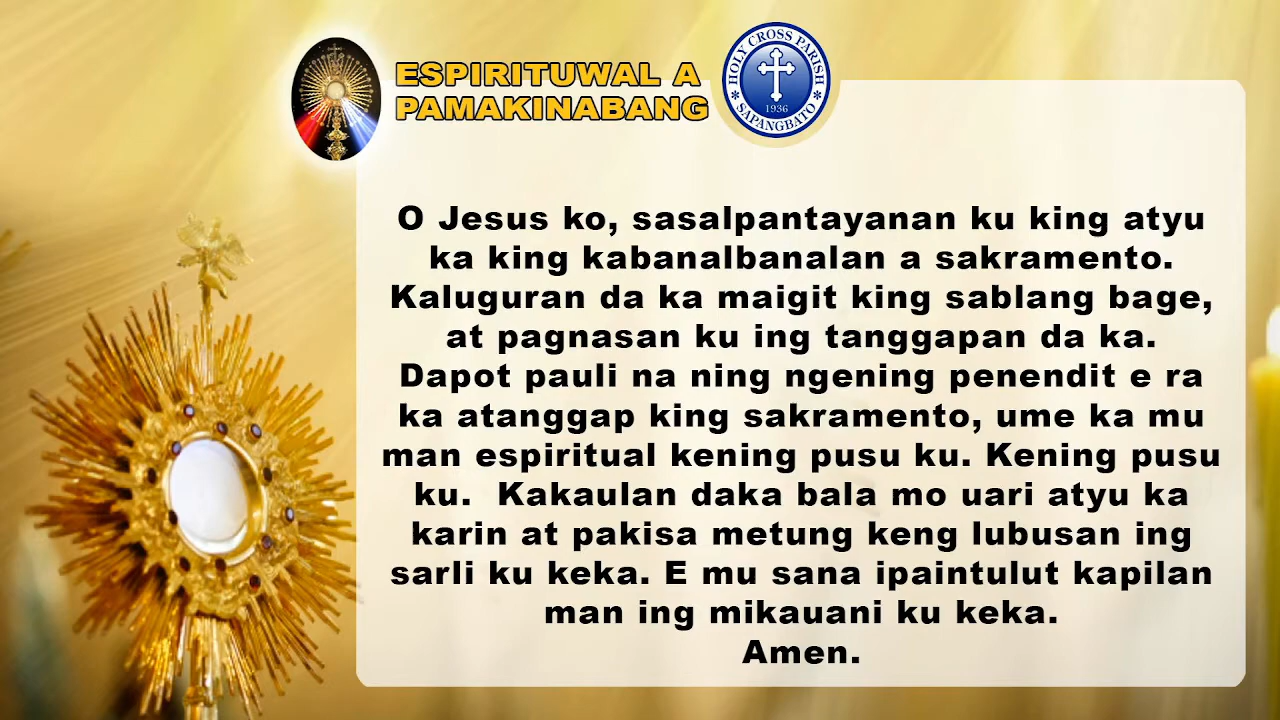 ESPIRITUWAL A
PAMAKINABANG
HOLY CROSS PARISH
1936
SAPANGBATO
O Jesus ko, sasalpantayanan ku king atyu
ka king kabanalbanalan a sakramento.
Kaluguran da ka maigit king sablang bage,
at pagnasan ku ing tanggapan da ka.
Dapot pauli na ning ngening penendit e ra
ka atanggap king sakramento, ume ka mu
man espiritual kening pusu ku. Kening pusu
ku.  Kakaulan daka bala mo uari atyu ka
karin at pakisa metung keng lubusan ing
sarli ku keka. E mu sana ipaintulut kapilan
man ing mikauani ku keka.
Amen.